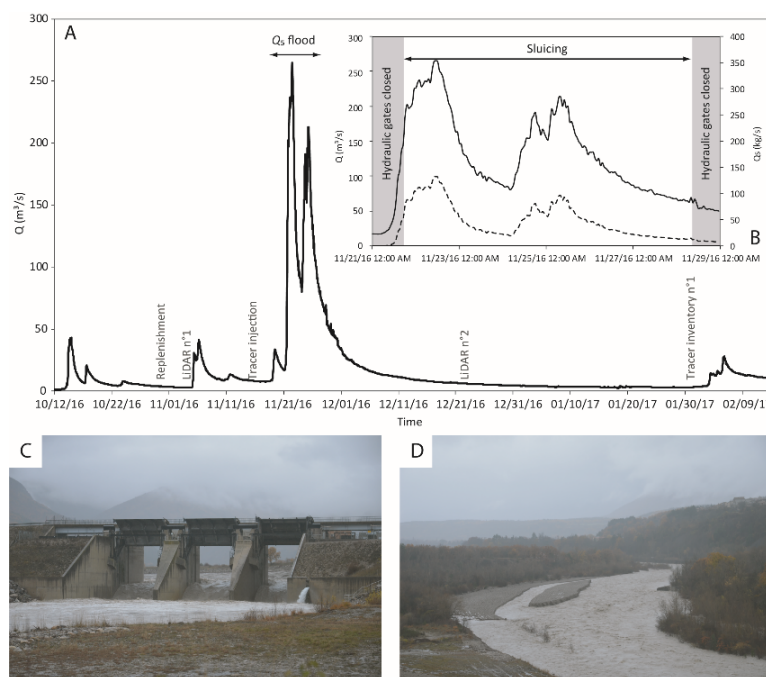 A
Qs flood
Q (m³/s)
300
250
200
150
100
50
0
Replenishment
LiDAR n°1
Tracer injection
LiDAR n°2
Tracer inventory n°1
10/12/16 10/22/16 11/01/16 11/11/16 11/21/16 12/01/16 12/11/16 12/21/16 12/31/16 01/10/17 01/20/17 01/30/17 02/09/1
Time
B
Sluicing
Hydraulic gates closed
Hydraulic gates closed
Q (m³/s)
300
250
200
150
100
50
0
Qs (kg/s)
400
350
300
250
200
150
100
50
0
11/21/16 12:00 AM 11/23/16 12:00 AM 11/25/16 12:00 AM 11/27/16 12:00 AM 11/29/16 12:00 AM
C
D